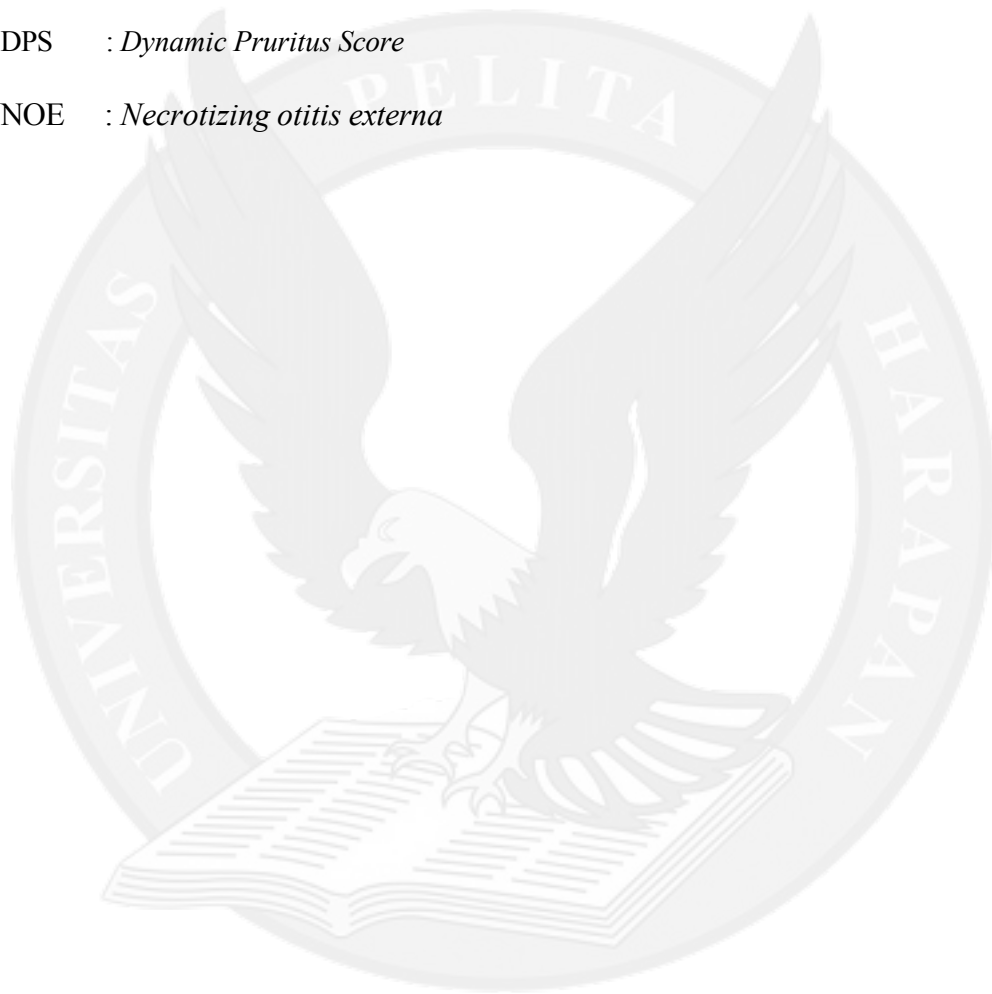 DPS : Dynamic Pruritus Score
NOE : Necrotizing otitis externa
UNIVERSITAS PELITA HARAPAN